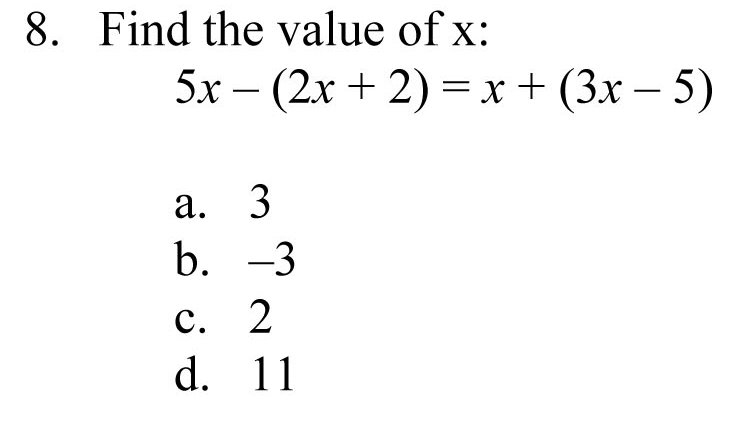 8. Find the value of x:
5x – (2x + 2) = x + (3x – 5)
a. 3
b. –3
c. 2
d. 11